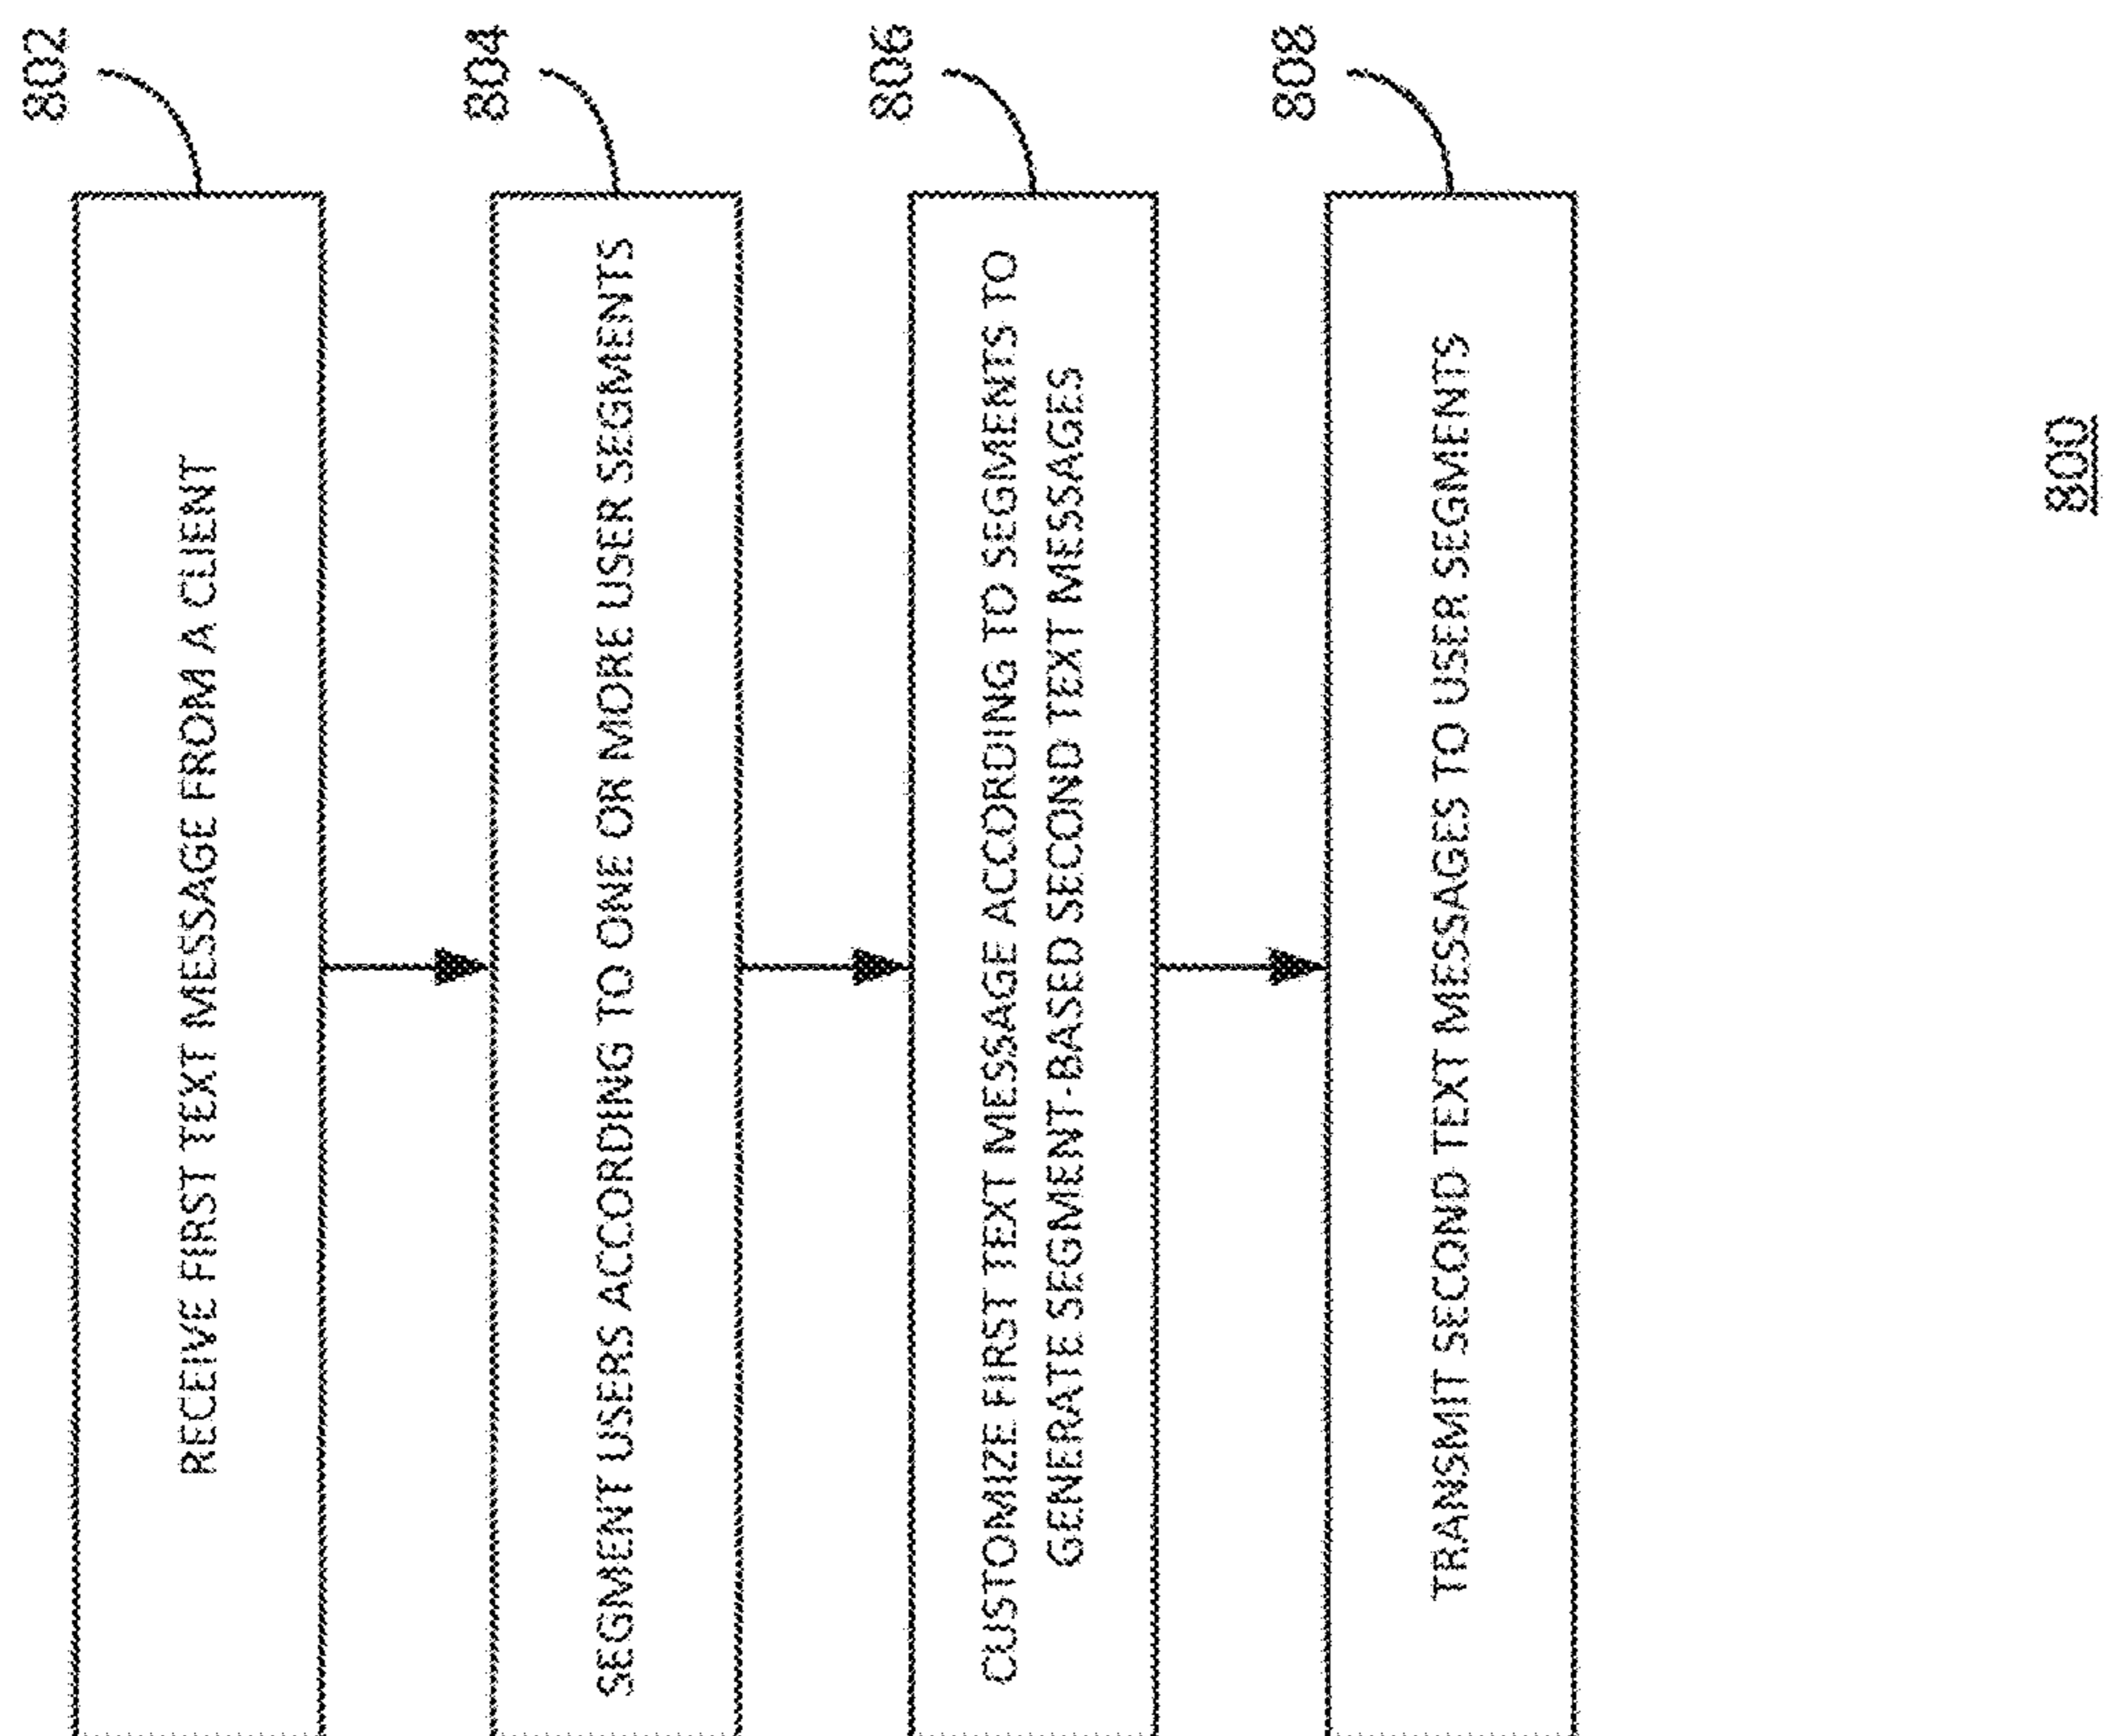 802
RECEIVE FIRST TEXT MESSAGE FROM A CLIENT
804
SEGMENT USERS ACCORDING TO ONE OR MORE USER SEGMENTS
806
CUSTOMIZE FIRST TEXT MESSAGE ACCORDING TO SEGMENTS TO
GENERATE SEGMENT-BASED SECOND TEXT MESSAGES
808
TRANSMIT SECOND TEXT MESSAGES TO USER SEGMENTS
800